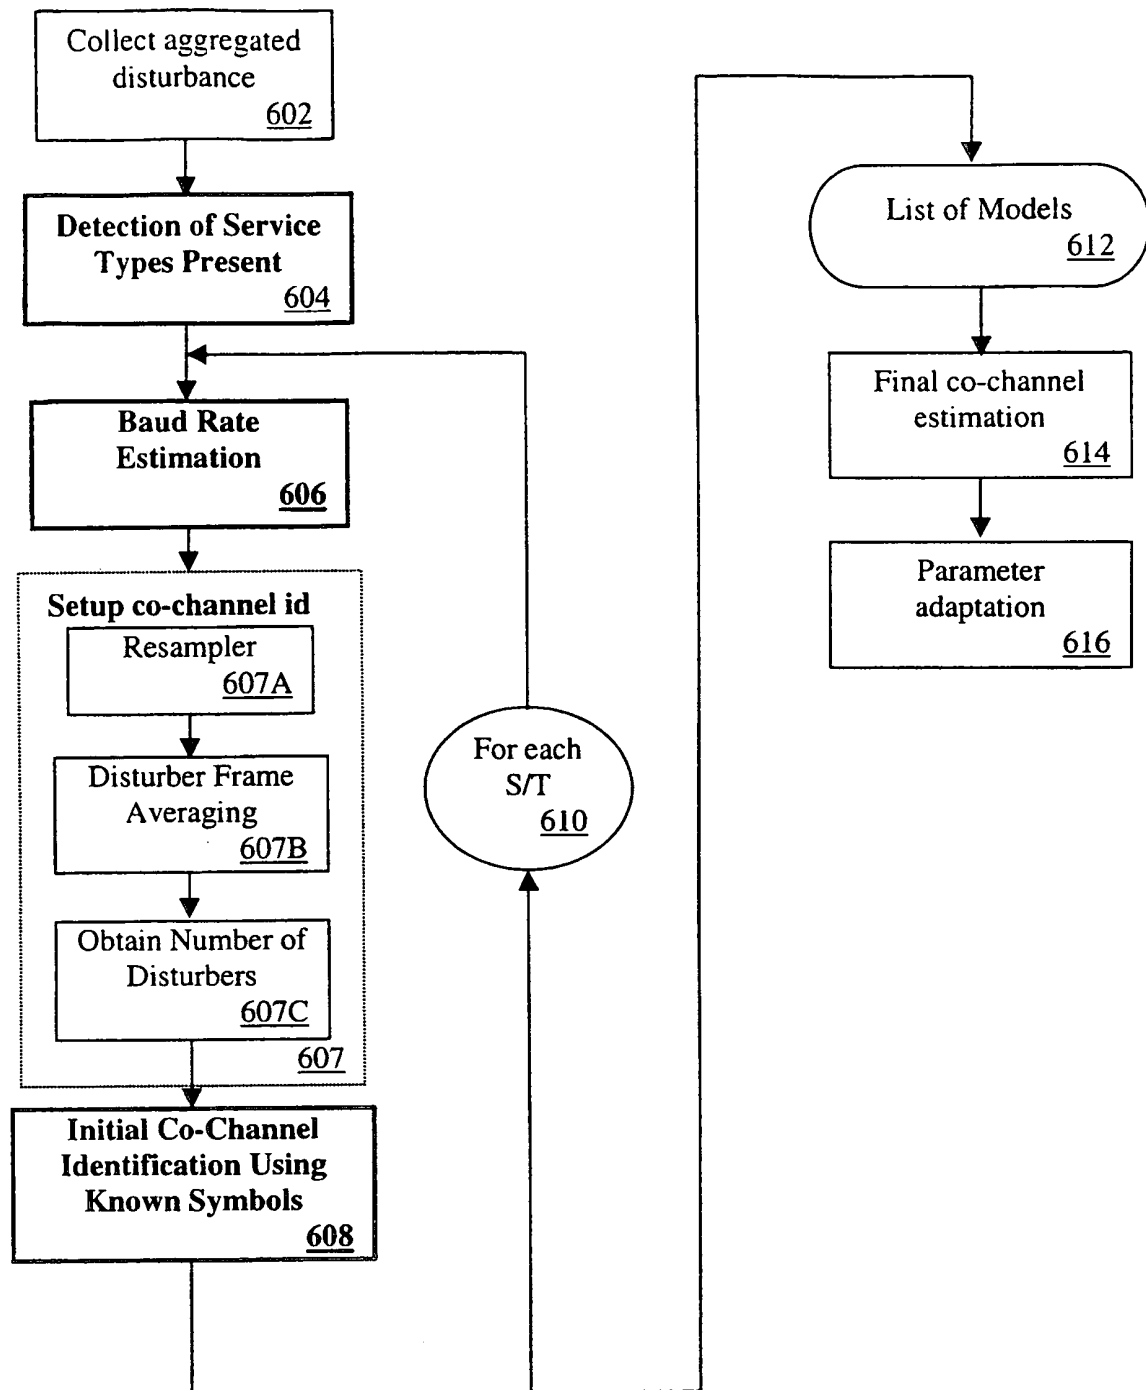 Collect aggregated
disturbance
602
Detection of Service
Types Present
604
Baud Rate
Estimation
606
Setup co-channel id
Resampler
607A
Disturber Frame
Averaging
607B
Obtain Number of
Disturbers
607C
607
Initial Co-Channel
Identification Using
Known Symbols
608
For each
S/T
610
List of Models
612
Final co-channel
estimation
614
Parameter
adaptation
616